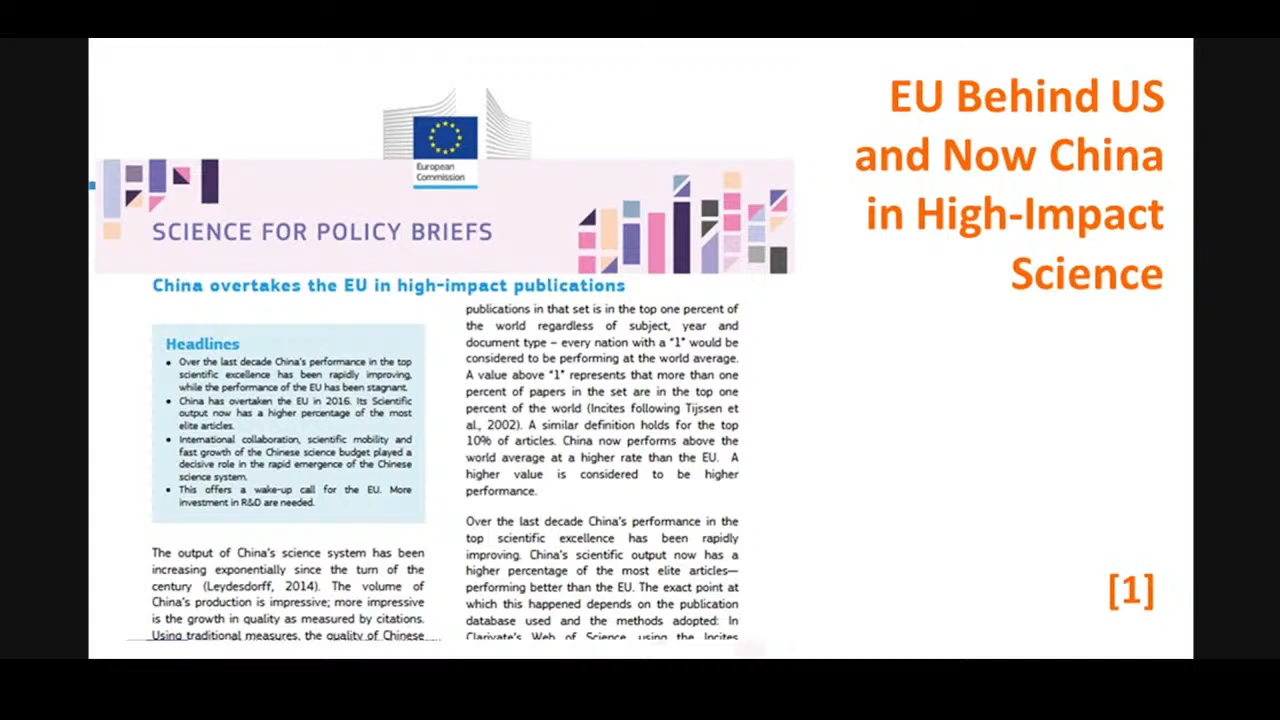 EU Behind US
and Now China
in High-Impact
Science
European
Commission
SCIENCE FOR POLICY BRIEFS
China overtakes the EU in high-impact publications
Headlines
• Over the last decade China's performance in the top
scientific excellence has been rapidly improving,
while the performance of the EU has been stagnant.
• China has overtaken the EU in 2016. Its Scientific
output now has a higher percentage of the most
elite articles.
• International collaboration, scientific mobility and
fast growth of the Chinese science budget played a
decisive role in the rapid emergence of the Chinese
science system.
• This offers a wake-up call for the EU. More
investment in R&D are needed.
The output of China's science system has been
increasing exponentially since the turn of the
century (Leydesdorff, 2014). The volume of
China's production is impressive; more impressive
is the growth in quality as measured by citations.
Using traditional measures, the quality of Chinese
publications in that set is in the top one percent of
the world regardless of subject, year and
document type – every nation with a "1" would be
considered to be performing at the world average.
A value above "1" represents that more than one
percent of papers in the set are in the top one
percent of the world (Incites following Tijssen et
al., 2002). A similar definition holds for the top
10% of articles. China now performs above the
world average at a higher rate than the EU. A
higher value is considered to be higher
performance.
Over the last decade China's performance in the
top scientific excellence has been rapidly
improving. China's scientific output now has a
higher percentage of the most elite articles—
performing better than the EU. The exact point at
which this happened depends on the publication
database used and the methods adopted: In
Clarivate's Web of Science, using the Incites
[1]